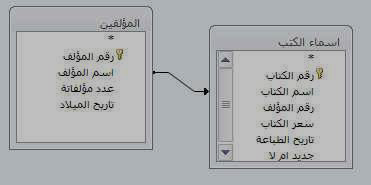 المؤلفين
*
رقم المؤلف
اسم المؤلف
عدد مؤلفاتة
تاريخ الميلاد
اسماء الكتب
*
رقم الكتاب
اسم الكتاب
رقم المؤلف
سعر الكتاب
تاريخ الطباعة
جديد ام لا